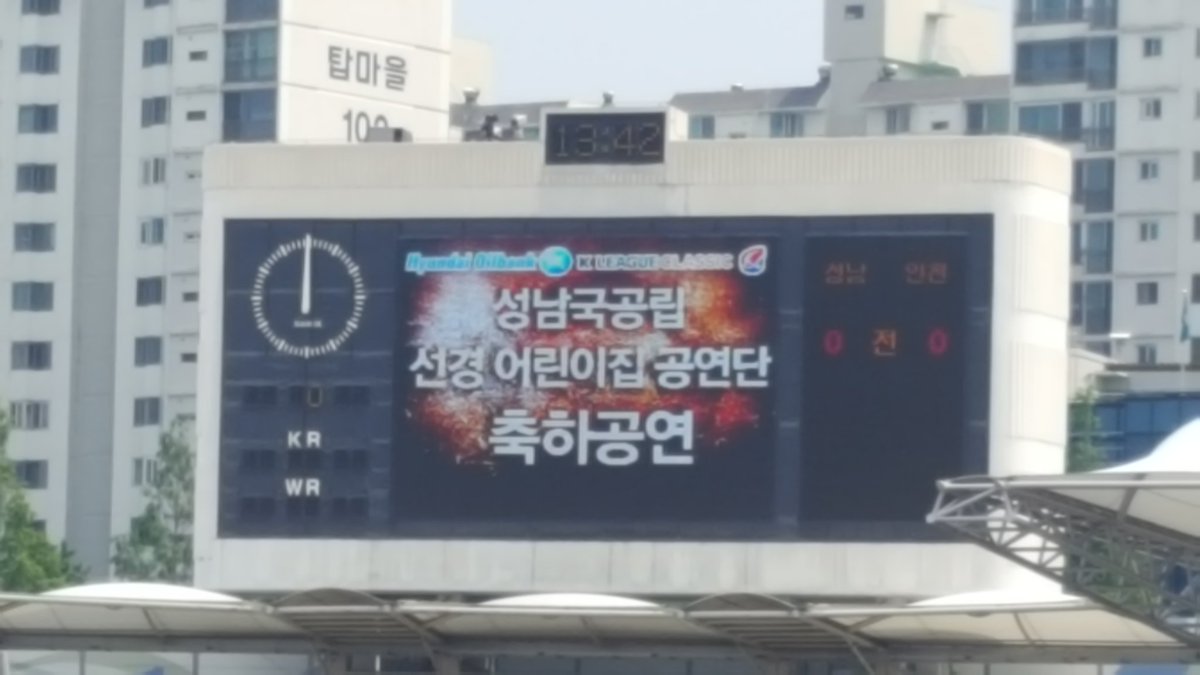 탑마을
13:42
Hyundai Oilbank K LEAGUE CLASSIC
성남국공립
선경 어린이집 공연단
축하공연
성남 인천
0 전 0
0
KR
WR